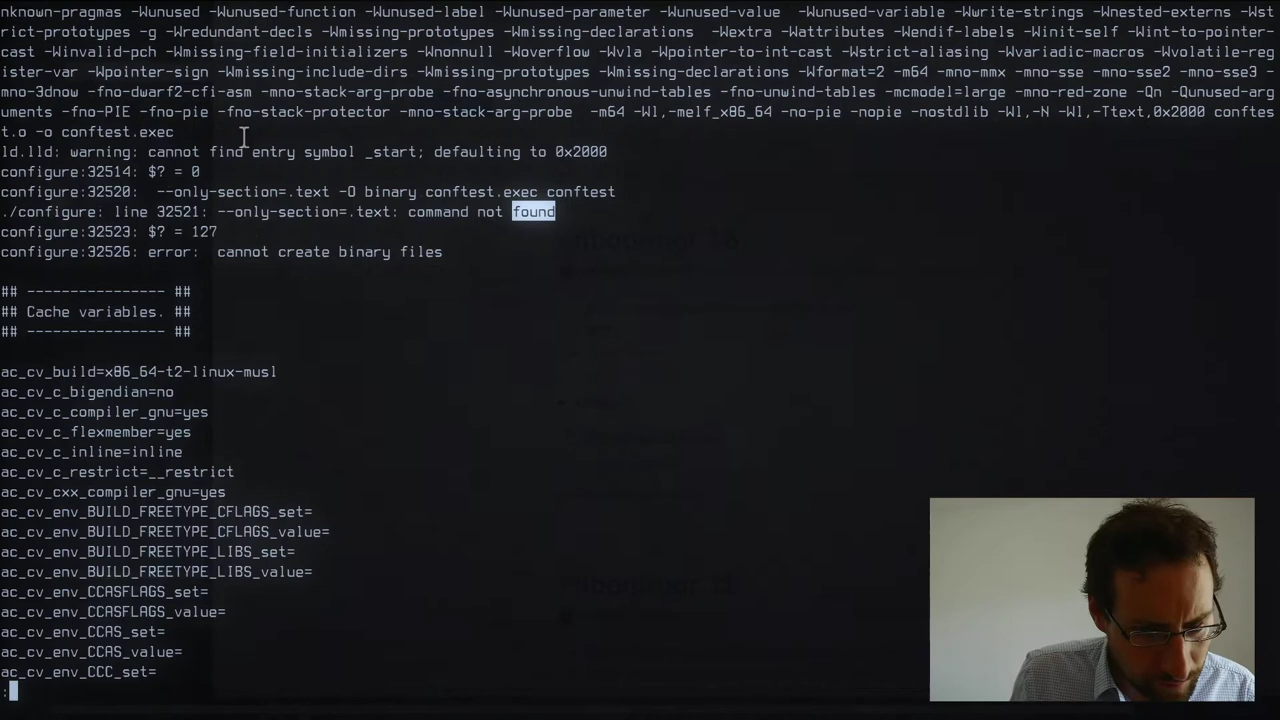 nknown-pragmas -Wunused -Wunused-function -Wunused-label -Wunused-parameter -Wunused-value  -Wunused-variable -Wwrite-strings -Wnested-externs -Wst
rict-prototypes -g -Wredundant-decls -Wmissing-prototypes -Wmissing-declarations  -Wextra -Wattributes -Wendif-labels -Winit-self -Wint-to-pointer-
cast -Winvalid-pch -Wmissing-field-initializers -Wnonnull -Woverflow -Wvla -Wpointer-to-int-cast -Wstrict-aliasing -Wvariadic-macros -Wvolatile-reg
ister-var -Wpointer-sign -Wmissing-include-dirs -Wmissing-prototypes -Wmissing-declarations -Wformat=2 -m64 -mno-mmx -mno-sse -mno-sse2 -mno-sse3 -
mno-3dnow -fno-dwarf2-cfi-asm -mno-stack-arg-probe -fno-asynchronous-unwind-tables -fno-unwind-tables -mcmodel=large -mno-red-zone -Qn -Qunused-arg
uments -fno-PIE -fno-pie -fno-stack-protector -mno-stack-arg-probe  -m64 -Wl,-melf_x86_64 -no-pie -nopie -nostdlib -Wl,-N -Wl,-Ttext,0x2000 conftes
t.o -o conftest.exec
ld.lld: warning: cannot find entry symbol _start; defaulting to 0x2000
configure:32514: $? = 0
configure:32520:  --only-section=.text -O binary conftest.exec conftest
./configure: line 32521: --only-section=.text: command not found
configure:32523: $? = 127
configure:32526: error:  cannot create binary files
## ---------------- ##
## Cache variables. ##
## ---------------- ##
ac_cv_build=x86_64-t2-linux-musl
ac_cv_c_bigendian=no
ac_cv_c_compiler_gnu=yes
ac_cv_c_flexmember=yes
ac_cv_c_inline=inline
ac_cv_c_restrict=__restrict
ac_cv_cxx_compiler_gnu=yes
ac_cv_env_BUILD_FREETYPE_CFLAGS_set=
ac_cv_env_BUILD_FREETYPE_CFLAGS_value=
ac_cv_env_BUILD_FREETYPE_LIBS_set=
ac_cv_env_BUILD_FREETYPE_LIBS_value=
ac_cv_env_CCASFLAGS_set=
ac_cv_env_CCASFLAGS_value=
ac_cv_env_CCAS_set=
ac_cv_env_CCAS_value=
ac_cv_env_CCC_set=
: